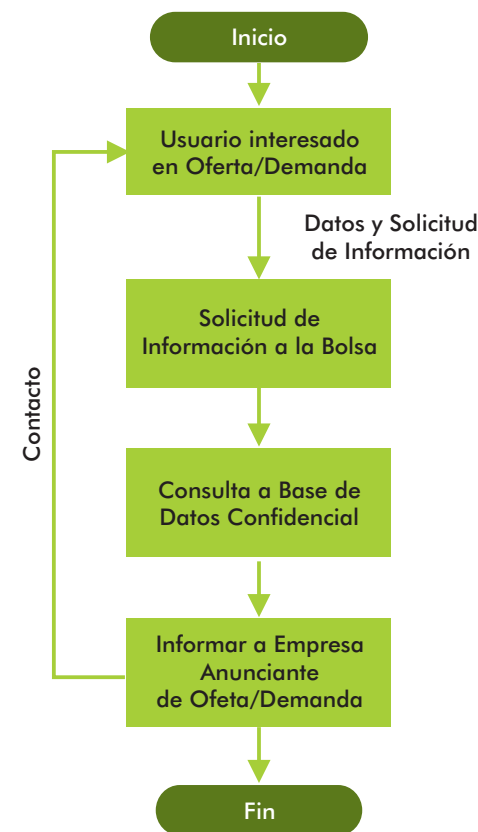 Inicio
Usuario interesado
en Oferta/Demanda
Datos y Solicitud
de Información
Solicitud de
Información a la Bolsa
Contacto
Consulta a Base de
Datos Confidencial
Informar a Empresa
Anunciante
de Ofeta/Demanda
Fin